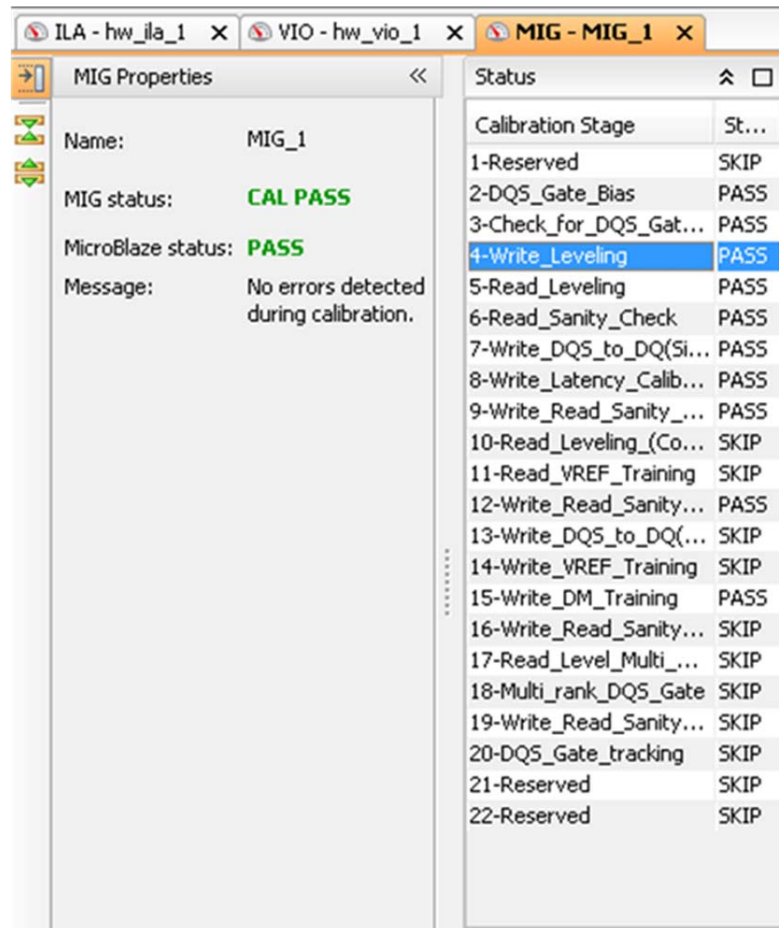 ILA - hw_ila_1 VIO - hw_vio_1 MIG - MIG_1
MIG Properties
Name: MIG_1
MIG status: CAL PASS
MicroBlaze status: PASS
Message: No errors detected
during calibration.
Status
Calibration Stage St...
1-Reserved SKIP
2-DQS_Gate_Bias PASS
3-Check_for_DQS_Gat... PASS
4-Write_Leveling PASS
5-Read_Leveling PASS
6-Read_Sanity_Check PASS
7-Write_DQS_to_DQ(Si... PASS
8-Write_Latency_Calib... PASS
9-Write_Read_Sanity_... PASS
10-Read_Leveling_(Co... SKIP
11-Read_VREF_Training SKIP
12-Write_Read_Sanity... PASS
13-Write_DQS_to_DQ(... SKIP
14-Write_VREF_Training SKIP
15-Write_DM_Training PASS
16-Write_Read_Sanity... SKIP
17-Read_Level_Multi_... SKIP
18-Multi_rank_DQS_Gate SKIP
19-Write_Read_Sanity... SKIP
20-DQS_Gate_tracking SKIP
21-Reserved SKIP
22-Reserved SKIP